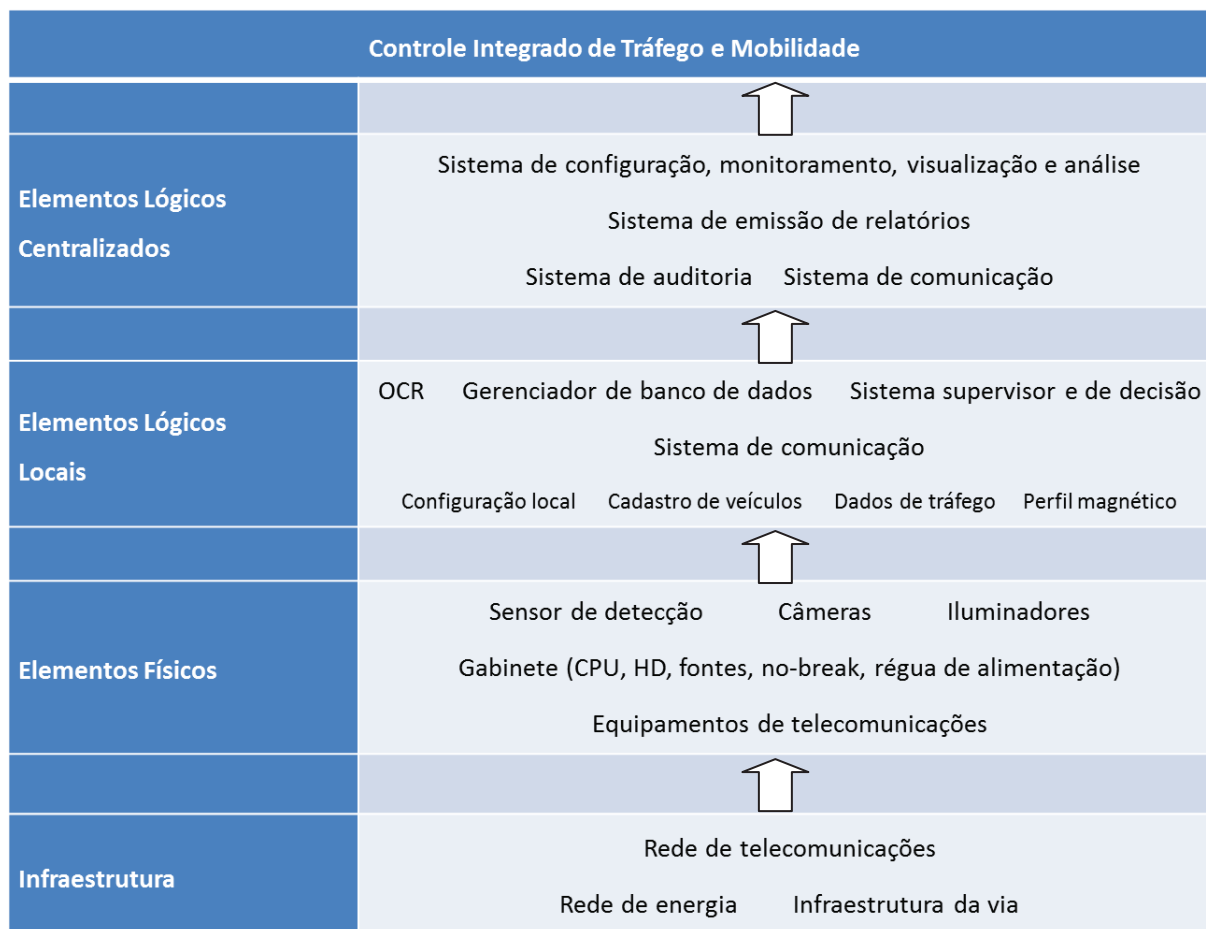 Controle Integrado de Tráfego e Mobilidade
Elementos Lógicos
Centralizados
Sistema de configuração, monitoramento, visualização e análise
Sistema de emissão de relatórios
Sistema de auditoria Sistema de comunicação
Elementos Lógicos
Locais
OCR Gerenciador de banco de dados Sistema supervisor e de decisão
Sistema de comunicação
Configuração local Cadastro de veículos Dados de tráfego Perfil magnético
Elementos Físicos
Sensor de detecção Câmeras Iluminadores
Gabinete (CPU, HD, fontes, no-break, régua de alimentação)
Equipamentos de telecomunicações
Infraestrutura
Rede de telecomunicações
Rede de energia Infraestrutura da via